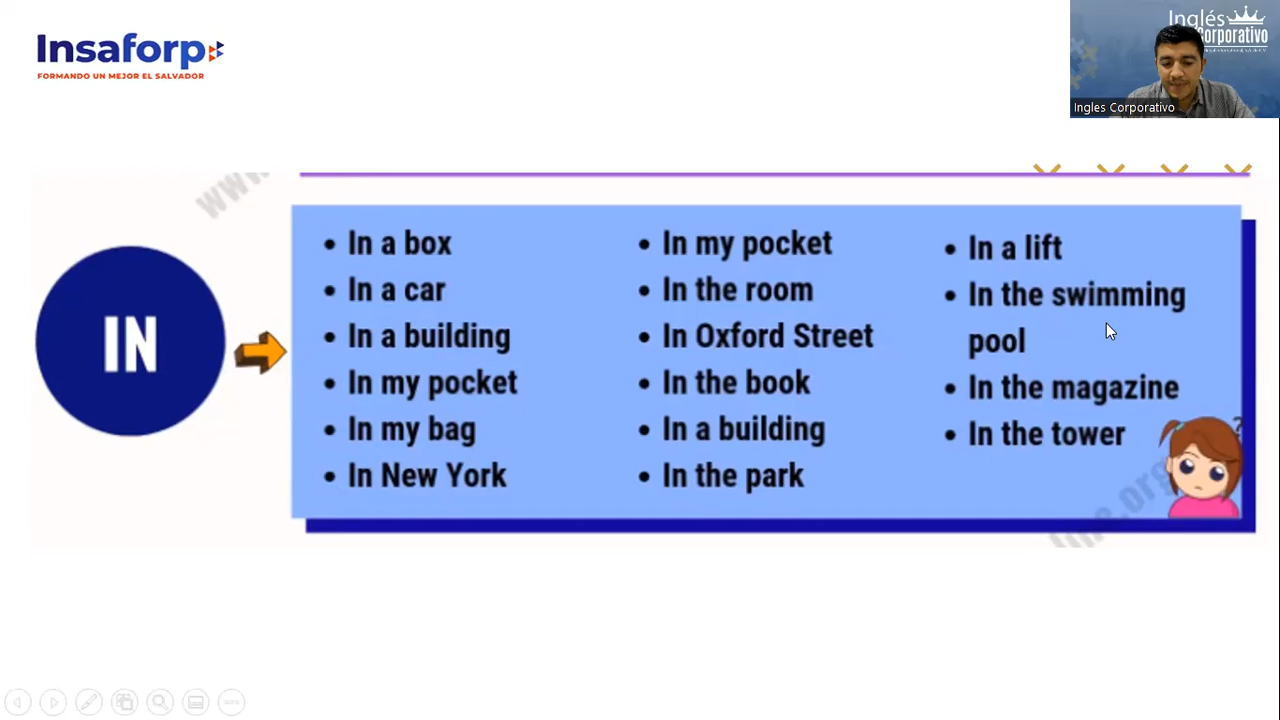 Insaforp
FORMANDO UN MEJOR EL SALVADOR
Inglés
Corporativo
Ingles Corporativo
www.
IN
In a box
In a car
In a building
In my pocket
In my bag
In New York
In my pocket
In the room
In Oxford Street
In the book
In a building
In the park
In a lift
In the swimming
pool
In the magazine
In the tower
?